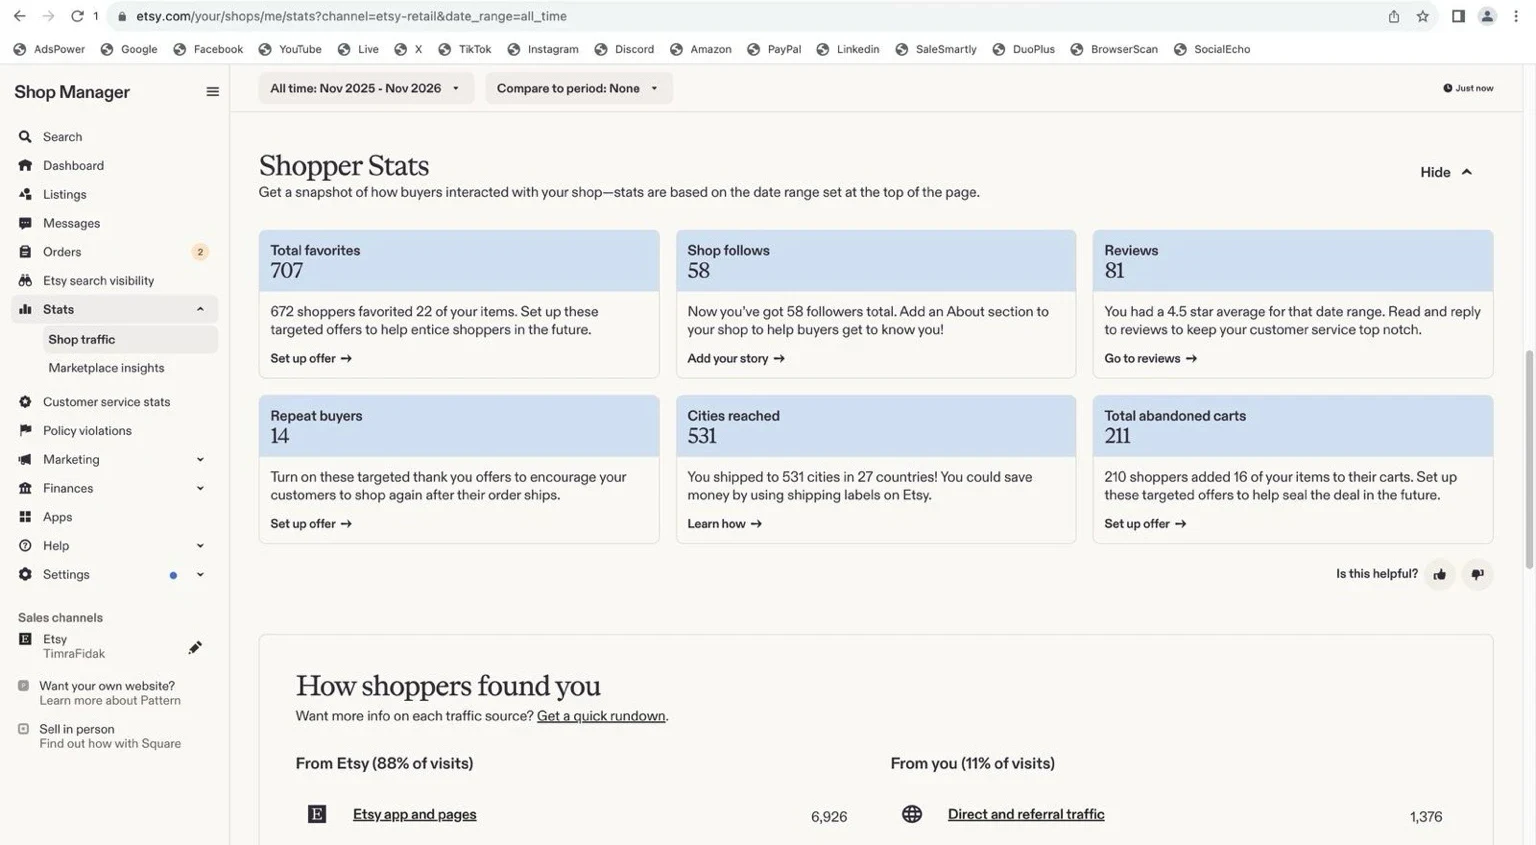 1
etsy.com/your/shops/me/stats?channel=etsy-retail&date_range=all_time
AdsPower Google Facebook YouTube Live X TikTok Instagram Discord Amazon PayPal Linkedin SaleSmartly DuoPlus BrowserScan SocialEcho
Shop Manager
Search
Dashboard
Listings
Messages
Orders 2
Etsy search visibility
Stats
Shop traffic
Marketplace insights
Customer service stats
Policy violations
Marketing
Finances
Apps
Help
Settings
Sales channels
E Etsy
TimraFidak
Want your own website?
Learn more about Pattern
Sell in person
Find out how with Square
All time: Nov 2025 - Nov 2026 Compare to period: None Just now
Shopper Stats
Hide
Get a snapshot of how buyers interacted with your shop—stats are based on the date range set at the top of the page.
Total favorites
707
672 shoppers favorited 22 of your items. Set up these
targeted offers to help entice shoppers in the future.
Set up offer →
Shop follows
58
Now you've got 58 followers total. Add an About section to
your shop to help buyers get to know you!
Add your story →
Reviews
81
You had a 4.5 star average for that date range. Read and reply
to reviews to keep your customer service top notch.
Go to reviews →
Repeat buyers
14
Turn on these targeted thank you offers to encourage your
customers to shop again after their order ships.
Set up offer →
Cities reached
531
You shipped to 531 cities in 27 countries! You could save
money by using shipping labels on Etsy.
Learn how →
Total abandoned carts
211
210 shoppers added 16 of your items to their carts. Set up
these targeted offers to help seal the deal in the future.
Set up offer →
Is this helpful?
How shoppers found you
Want more info on each traffic source? Get a quick rundown.
From Etsy (88% of visits)
E Etsy app and pages 6,926
From you (11% of visits)
Direct and referral traffic 1,376